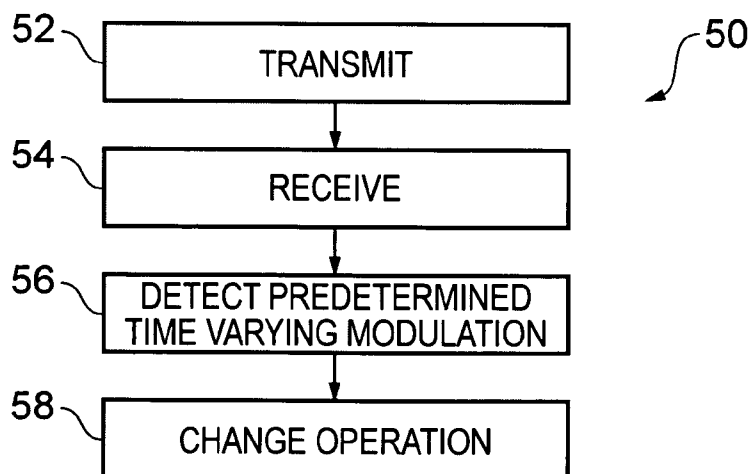 52
TRANSMIT
50
54
RECEIVE
56
DETECT PREDETERMINED
TIME VARYING MODULATION
58
CHANGE OPERATION